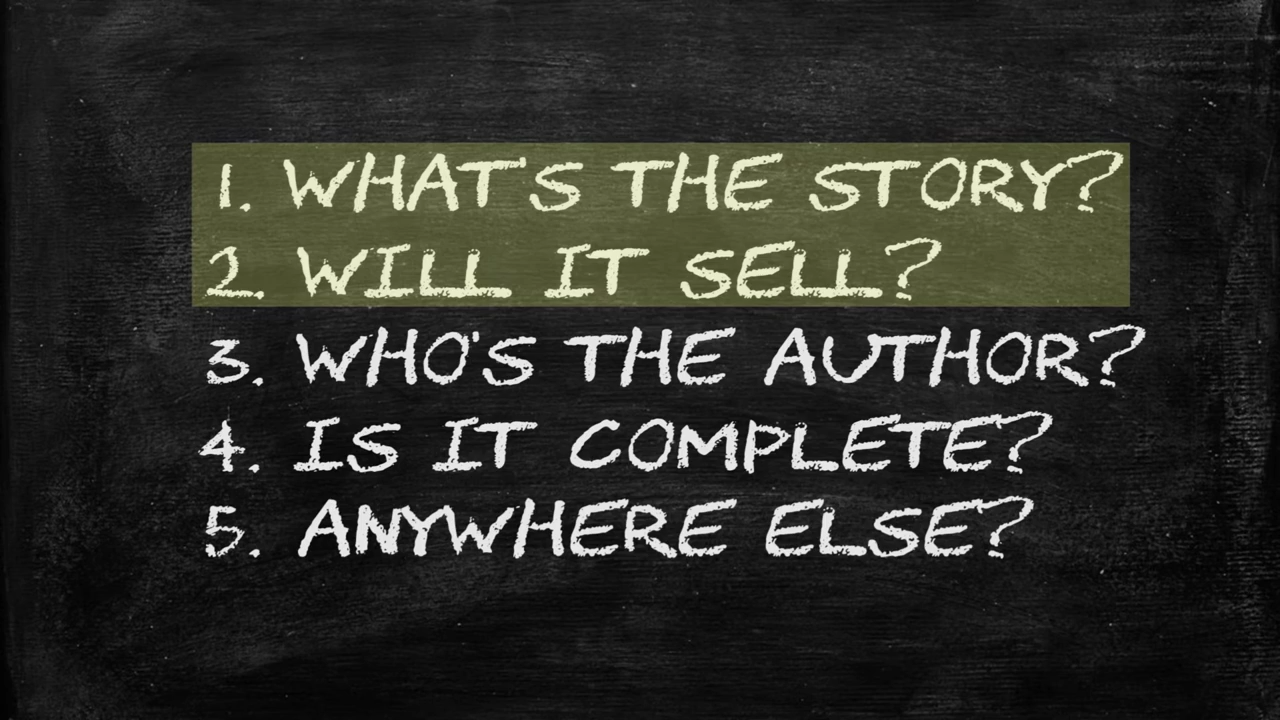 1. WHAT'S THE STORY?
2. WILL IT SELL?
3. WHO'S THE AUTHOR?
4. IS IT COMPLETE?
5. ANYWHERE ELSE?